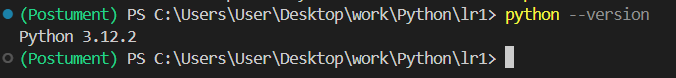 (Postument) PS C:\Users\User\Desktop\work\Python\lr1> python --version
Python 3.12.2
(Postument) PS C:\Users\User\Desktop\work\Python\lr1>